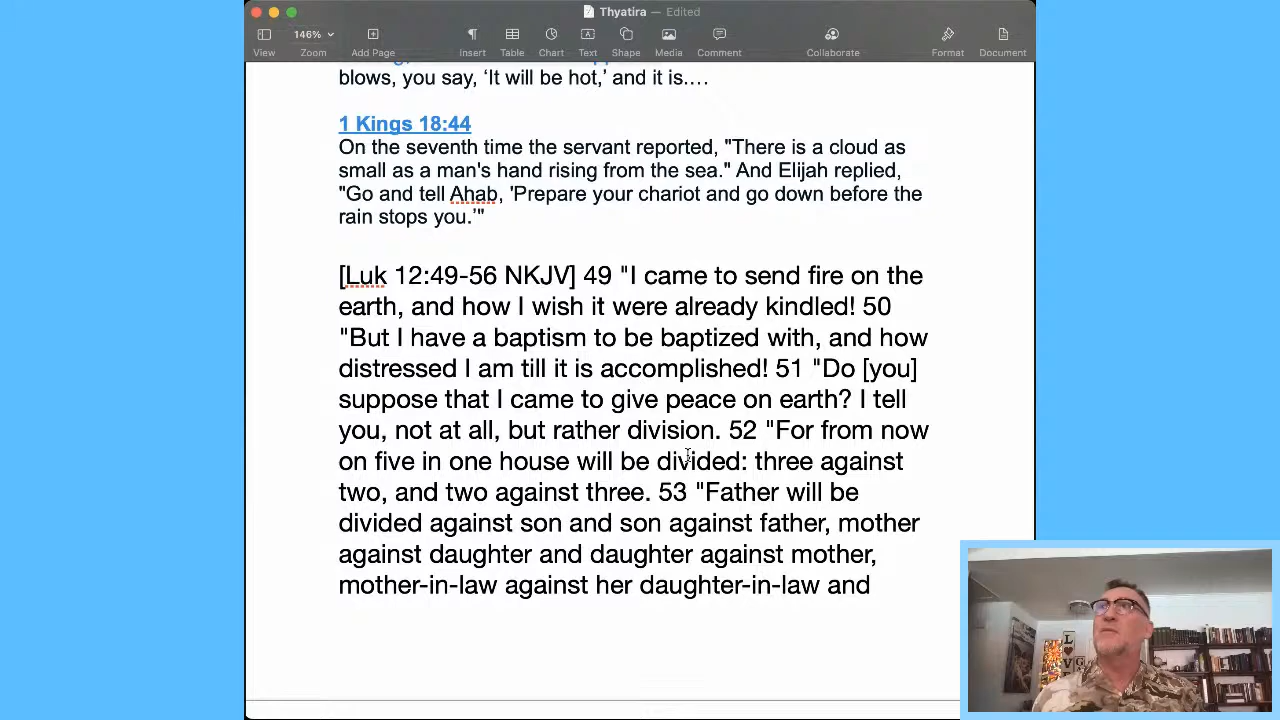 Thyatira — Edited
146%
View Zoom Add Page Insert Table Chart Text Shape Media Comment Collaborate Format Document
blows, you say, ‘It will be hot,’ and it is….
1 Kings 18:44
On the seventh time the servant reported, "There is a cloud as
small as a man's hand rising from the sea." And Elijah replied,
"Go and tell Ahab, 'Prepare your chariot and go down before the
rain stops you.’"
[Luk 12:49-56 NKJV] 49 "I came to send fire on the
earth, and how I wish it were already kindled! 50
"But I have a baptism to be baptized with, and how
distressed I am till it is accomplished! 51 "Do [you]
suppose that I came to give peace on earth? I tell
you, not at all, but rather division. 52 "For from now
on five in one house will be divided: three against
two, and two against three. 53 "Father will be
divided against son and son against father, mother
against daughter and daughter against mother,
mother-in-law against her daughter-in-law and